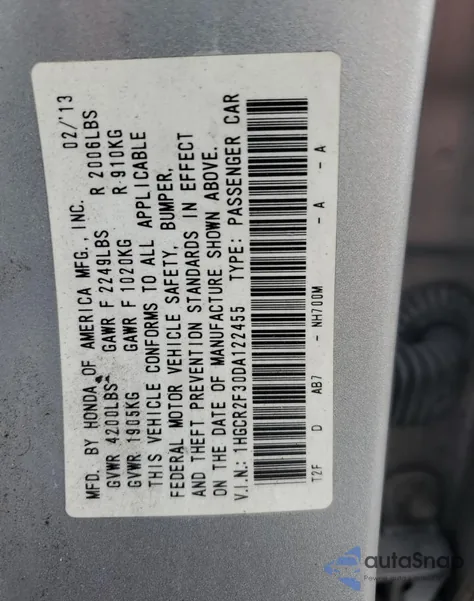 MFD. BY HONDA OF AMERICA MFG., INC. 02/'13
GVWR 4200LBS GAWR F 2249LBS R 2006LBS
GVWR 1905KG GAWR F 1020KG R 910KG
THIS VEHICLE CONFORMS TO ALL APPLICABLE
FEDERAL MOTOR VEHICLE SAFETY, BUMPER,
AND THEFT PREVENTION STANDARDS IN EFFECT
ON THE DATE OF MANUFACTURE SHOWN ABOVE.
V.I.N.: 1HGCR2F30DA122455 TYPE: PASSENGER CAR
T2F D AB7 - NH700M - A - A
autoSnap
Powered by